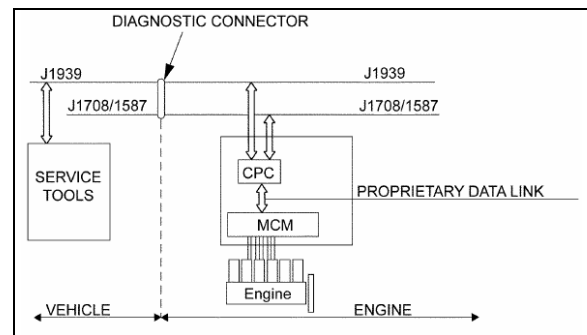 DIAGNOSTIC CONNECTOR
J1939
J1939
J1708/1587
J1708/1587
SERVICE
TOOLS
CPC
PROPRIETARY DATA LINK
MCM
Engine
VEHICLE
ENGINE